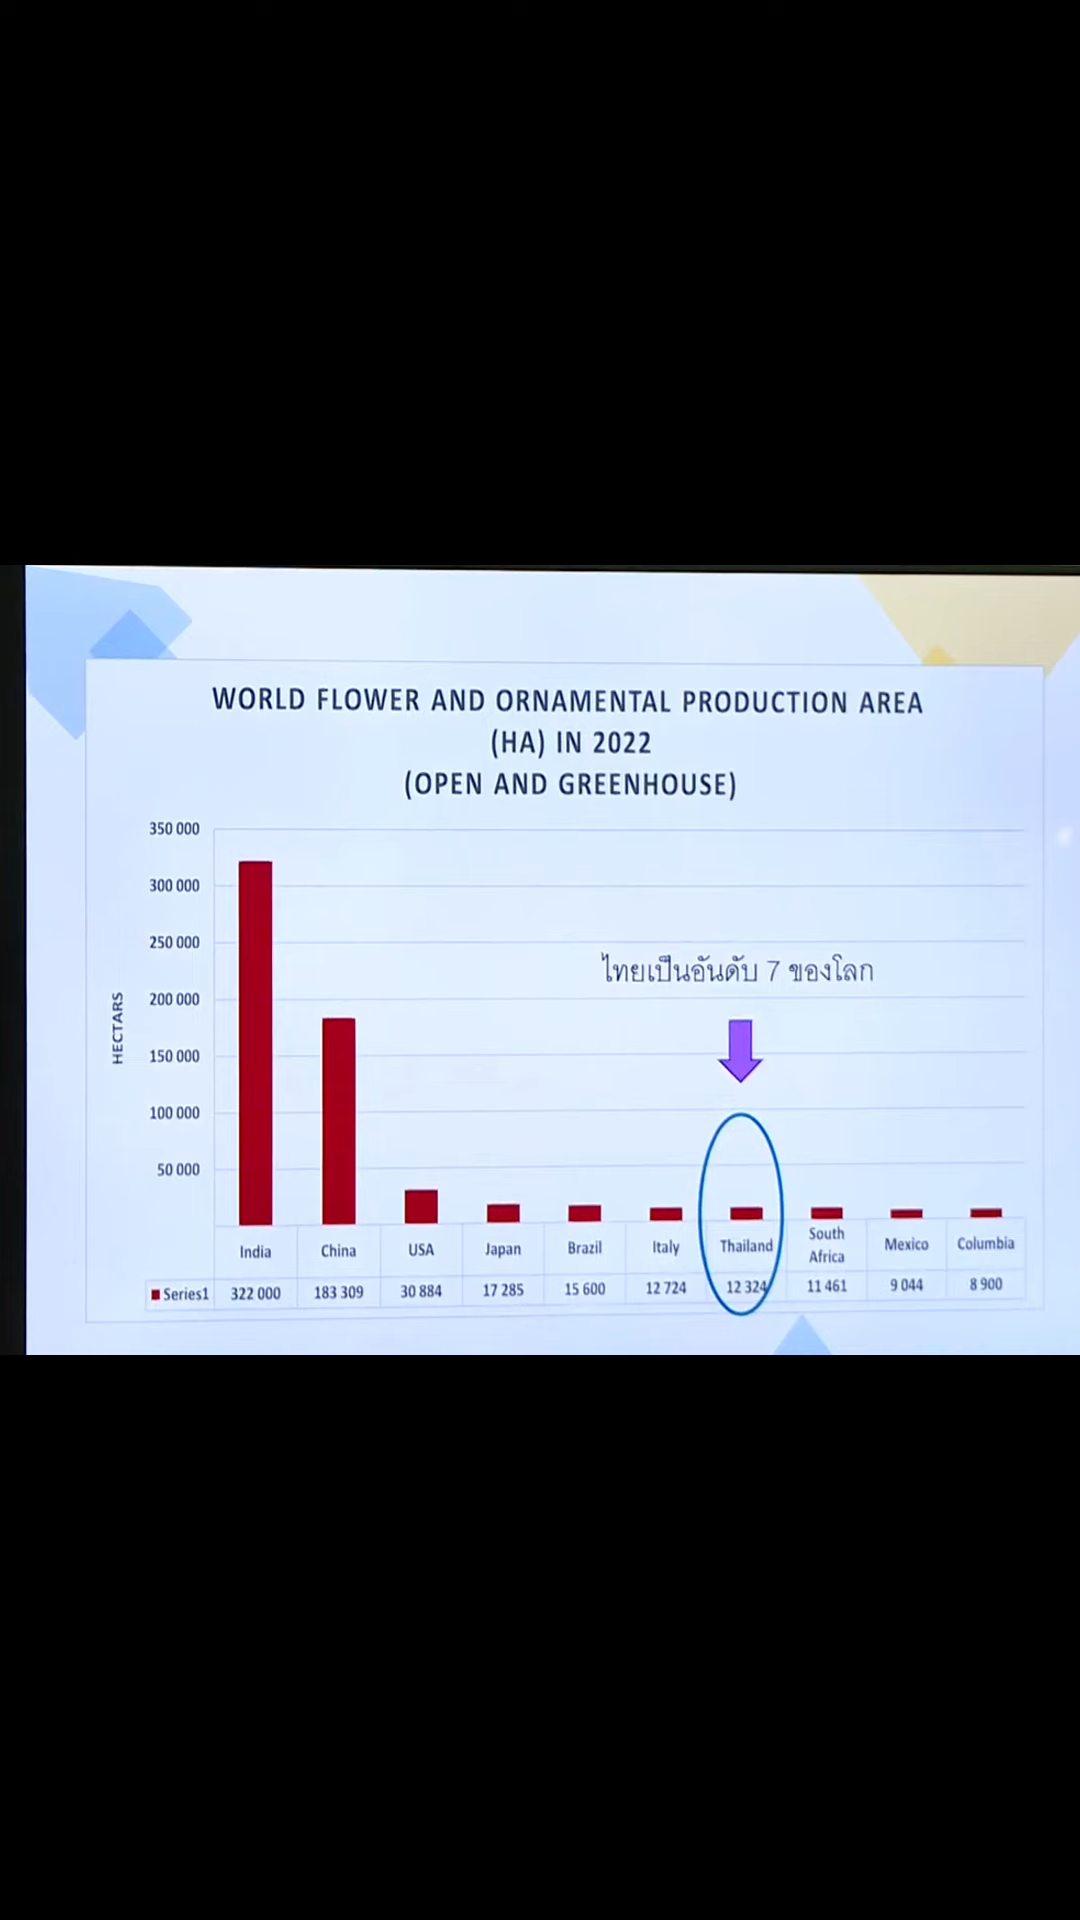 WORLD FLOWER AND ORNAMENTAL PRODUCTION AREA
(HA) IN 2022
(OPEN AND GREENHOUSE)
350 000
300 000
250 000
200 000
150 000
100 000
50 000
HECTARS
ไทยเป็นอันดับ 7 ของโลก
India China USA Japan Brazil Italy Thailand South Africa Mexico Columbia
Series1 322 000 183 309 30 884 17 285 15 600 12 724 12 324 11 461 9 044 8 900